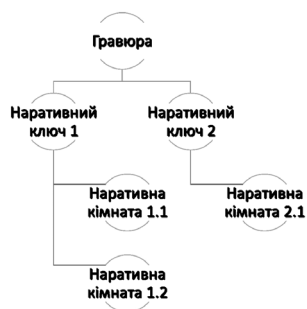 Гравюра
Наративний
ключ 1
Наративний
ключ 2
Наративна
кімната 1.1
Наративна
кімната 2.1
Наративна
кімната 1.2